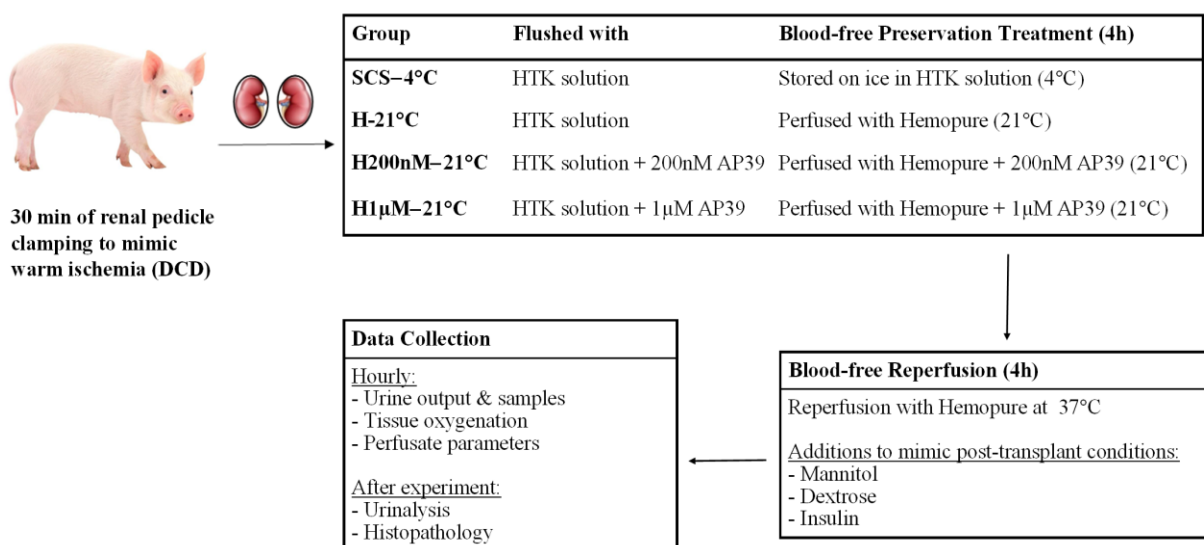 30 min of renal pedicle
clamping to mimic
warm ischemia (DCD)
Group Flushed with Blood-free Preservation Treatment (4h)
SCS–4°C HTK solution Stored on ice in HTK solution (4°C)
H-21°C HTK solution Perfused with Hemopure (21°C)
H200nM–21°C HTK solution + 200nM AP39 Perfused with Hemopure + 200nM AP39 (21°C)
H1μM–21°C HTK solution + 1μM AP39 Perfused with Hemopure + 1μM AP39 (21°C)
Blood-free Reperfusion (4h)
Reperfusion with Hemopure at 37°C
Additions to mimic post-transplant conditions:
- Mannitol
- Dextrose
- Insulin
Data Collection
Hourly:
- Urine output & samples
- Tissue oxygenation
- Perfusate parameters
After experiment:
- Urinalysis
- Histopathology